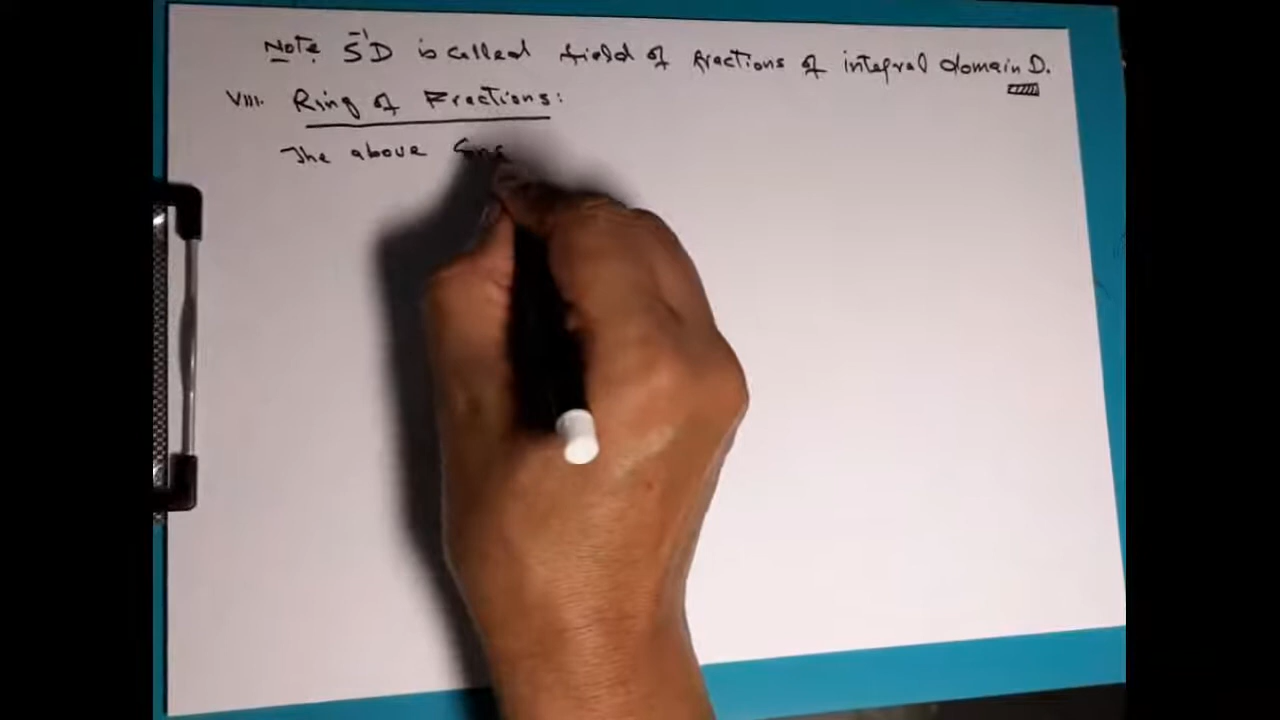 Note. S⁻¹D is called field of fractions of integral domain D.
VIII. Ring of Fractions:
The above